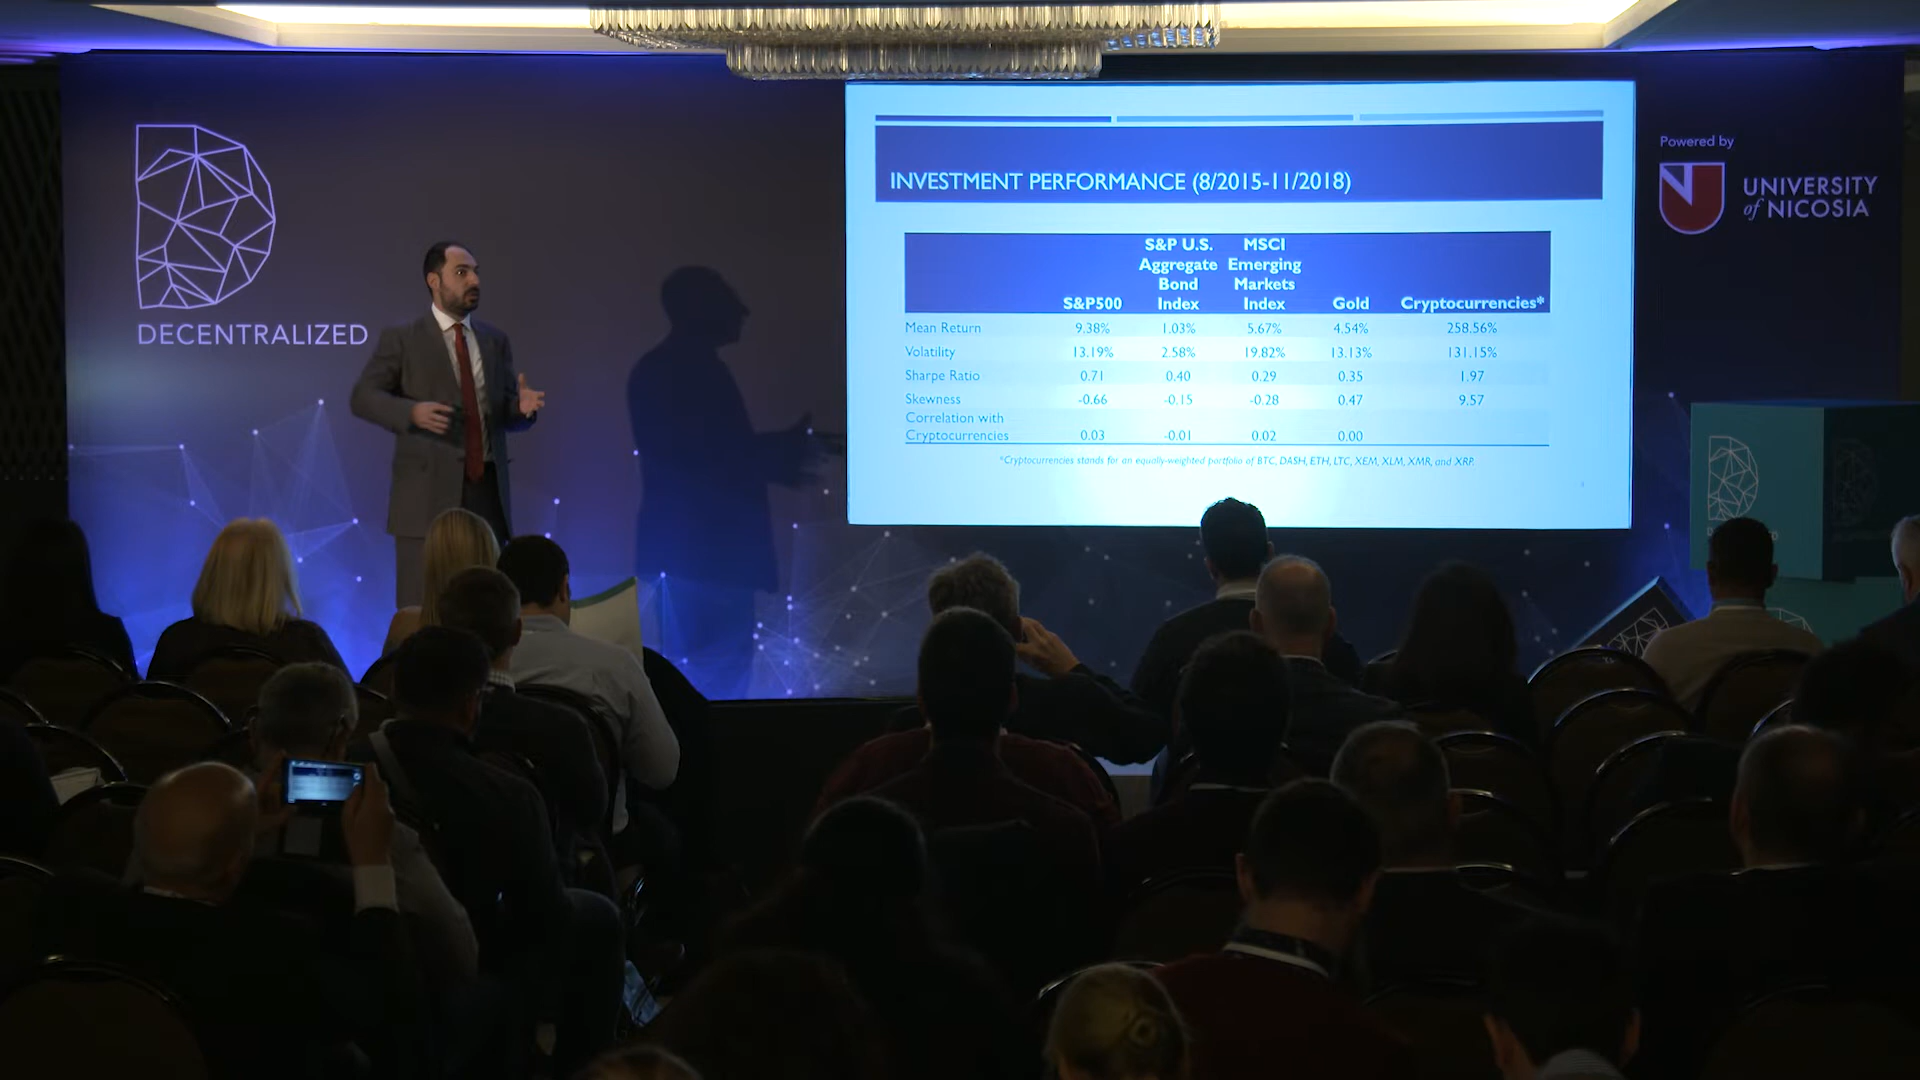 DECENTRALIZED
INVESTMENT PERFORMANCE (8/2015-11/2018)
S&P500 S&P U.S. Aggregate Bond Index MSCI Emerging Markets Index Gold Cryptocurrencies*
Mean Return 9.38% 1.03% 5.67% 4.54% 258.56%
Volatility 13.19% 2.58% 19.82% 13.13% 131.15%
Sharpe Ratio 0.71 0.40 0.29 0.35 1.97
Skewness -0.66 -0.15 -0.28 0.47 9.57
Correlation with
Cryptocurrencies 0.03 -0.01 0.02 0.00
*Cryptocurrencies stands for an equally-weighted portfolio of BTC, DASH, ETH, LTC, XEM, XLM, XMR, and XRP.
Powered by
UNIVERSITY
of NICOSIA